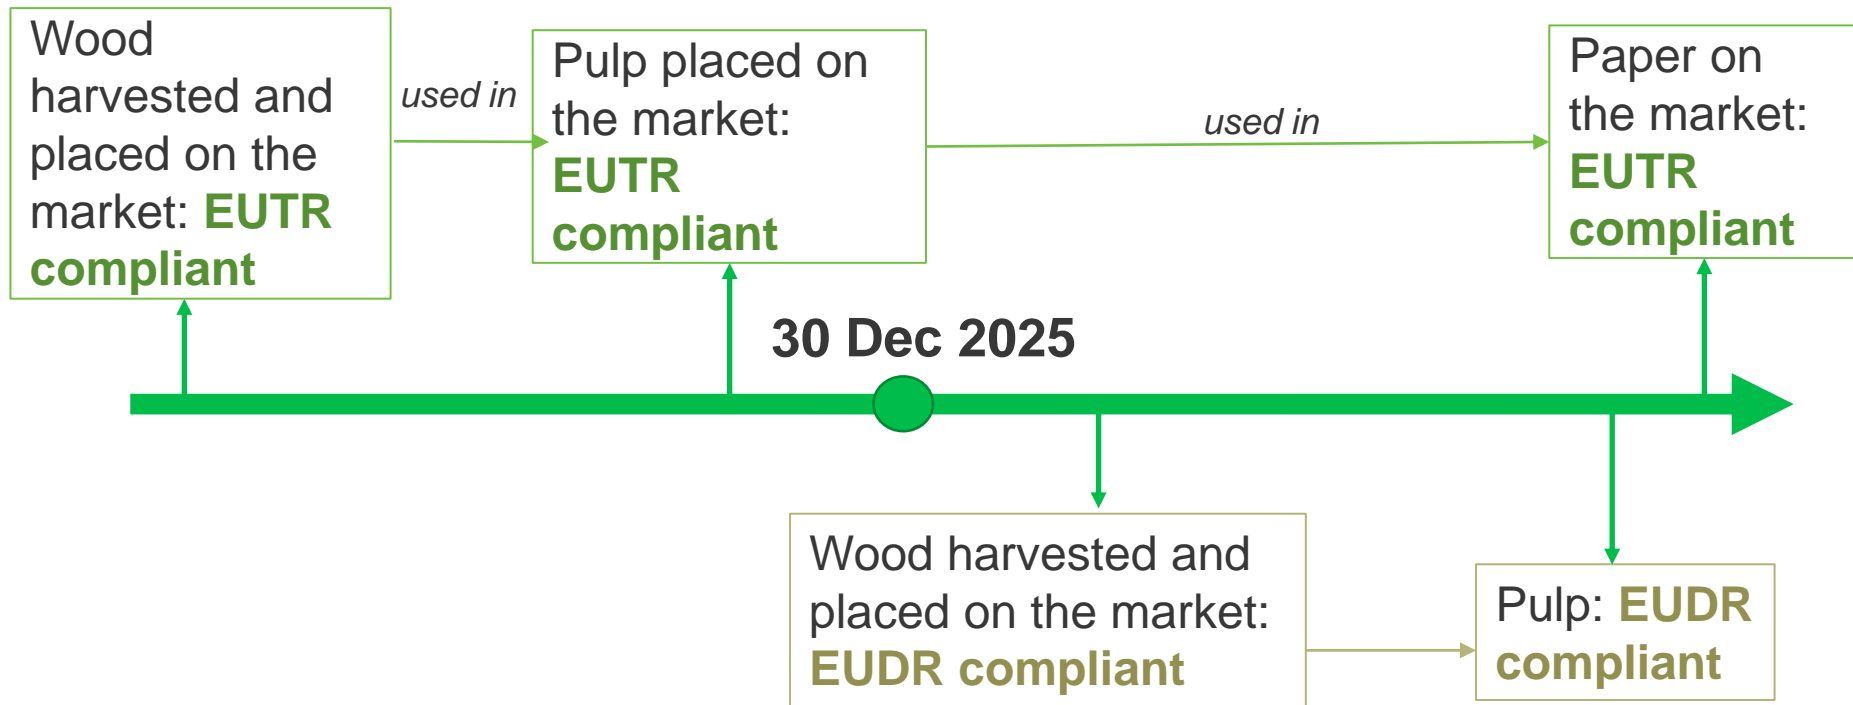 Wood
harvested and
placed on the
market: EUTR
compliant
used in
Pulp placed on
the market:
EUTR
compliant
used in
Paper on
the market:
EUTR
compliant
30 Dec 2025
Wood harvested and
placed on the market:
EUDR compliant
Pulp: EUDR
compliant